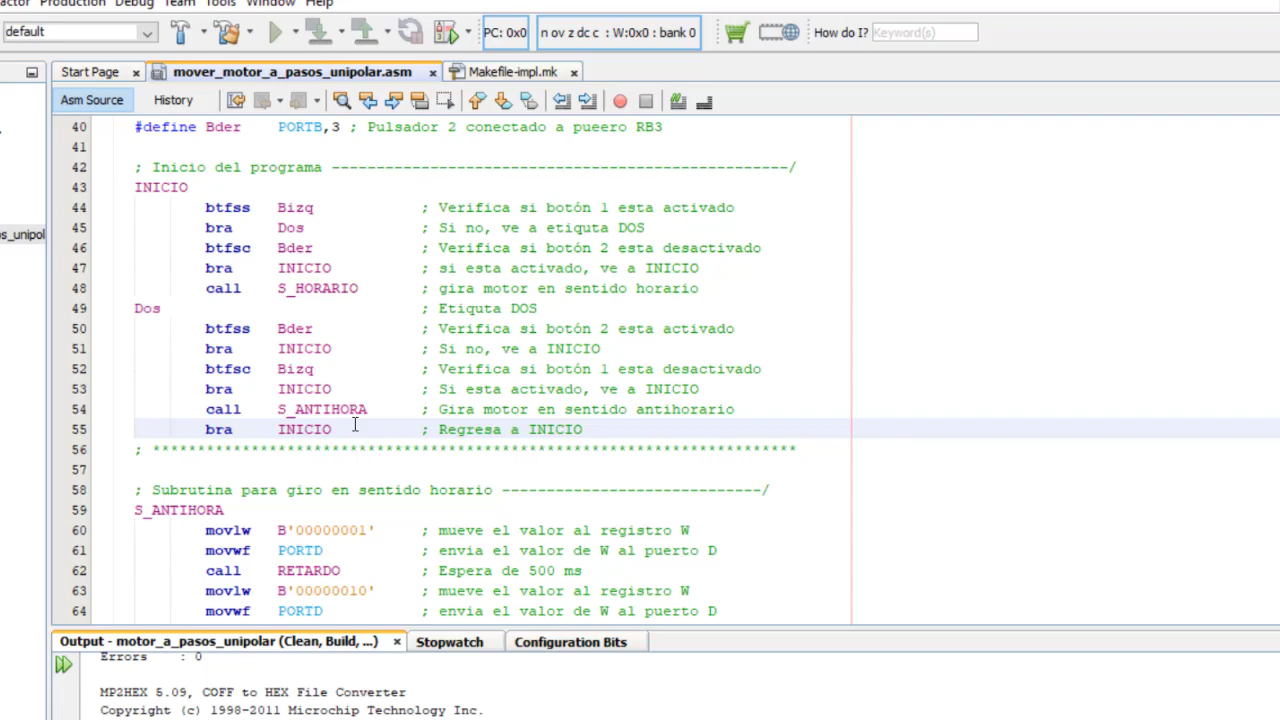 Production Debug Team Tools Window Help
default PC: 0x0 n ov z dc c : W:0x0 : bank 0 How do I? Keyword(s)
Start Page mover_motor_a_pasos_unipolar.asm Makefile-impl.mk
Asm Source History
40 #define Bder PORTB,3 ; Pulsador 2 conectado a pueero RB3
41
42 ; Inicio del programa ---------------------------------------------------/
43 INICIO
44 btfss Bizq ; Verifica si botón 1 esta activado
45 bra Dos ; Si no, ve a etiquta DOS
46 btfsc Bder ; Verifica si botón 2 esta desactivado
47 bra INICIO ; si esta activado, ve a INICIO
48 call S_HORARIO ; gira motor en sentido horario
49 Dos ; Etiquta DOS
50 btfss Bder ; Verifica si botón 2 esta activado
51 bra INICIO ; Si no, ve a INICIO
52 btfsc Bizq ; Verifica si botón 1 esta desactivado
53 bra INICIO ; Si esta activado, ve a INICIO
54 call S_ANTIHORA ; Gira motor en sentido antihorario
55 bra INICIO ; Regresa a INICIO
56 ; ************************************************************************
57
58 ; Subrutina para giro en sentido horario -----------------------------/
59 S_ANTIHORA
60 movlw B'00000001' ; mueve el valor al registro W
61 movwf PORTD ; envia el valor de W al puerto D
62 call RETARDO ; Espera de 500 ms
63 movlw B'00000010' ; mueve el valor al registro W
64 movwf PORTD ; envia el valor de W al puerto D
Output - motor_a_pasos_unipolar (Clean, Build, ...) Stopwatch Configuration Bits
Errors : 0
MP2HEX 5.09, COFF to HEX File Converter
Copyright (c) 1998-2011 Microchip Technology Inc.